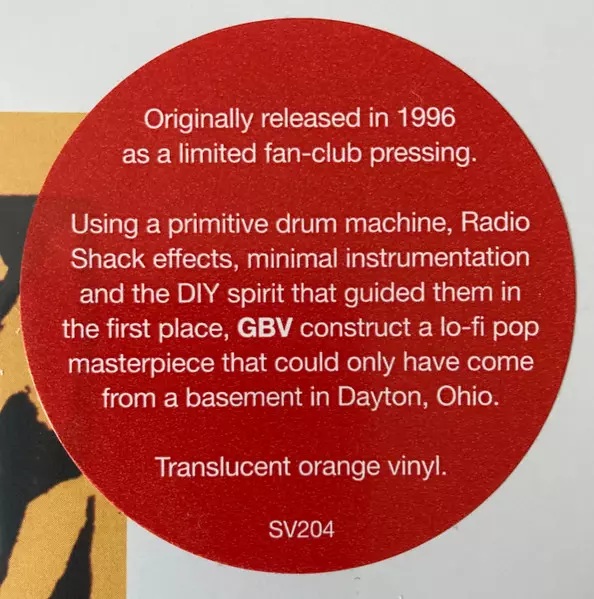 Originally released in 1996
as a limited fan-club pressing.
Using a primitive drum machine, Radio
Shack effects, minimal instrumentation
and the DIY spirit that guided them in
the first place, GBV construct a lo-fi pop
masterpiece that could only have come
from a basement in Dayton, Ohio.
Translucent orange vinyl.
SV204